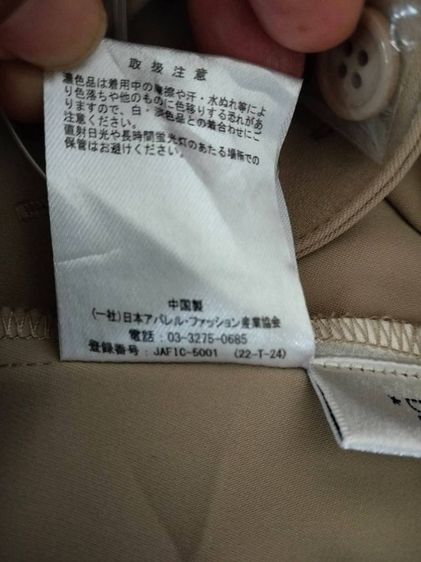 取扱注意
濃色品は着用中の摩擦や汗・水ぬれ等によ
り色落ちや他のものに色移りする恐れがあ
りますので、白・淡色品との着合わせにご
注意ください。
直射日光や長時間蛍光灯のあたる場所での
保管はお避けください。
中国製
(一社)日本アパレル・ファッション産業協会
電話：03-3275-0685
登録番号：JAFIC-5001 (22-T-24)